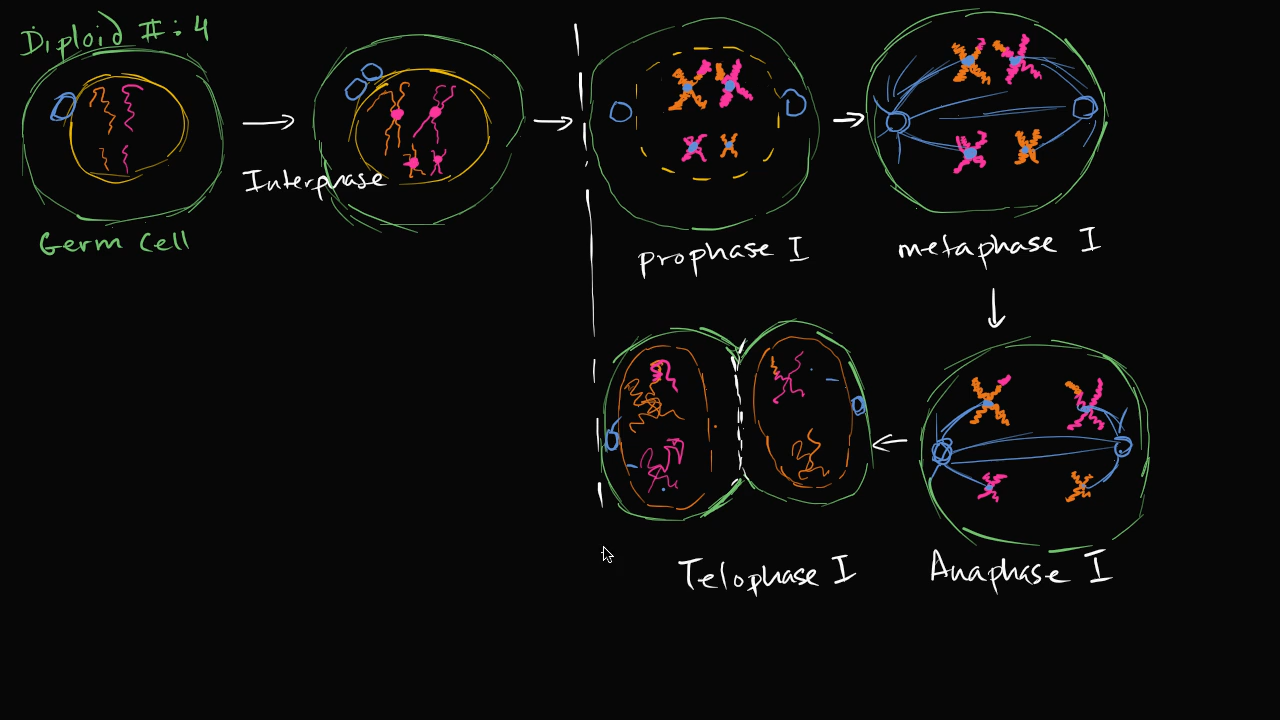 Diploid #: 4
Germ Cell
Interphase
prophase I
metaphase I
Telophase I
Anaphase I